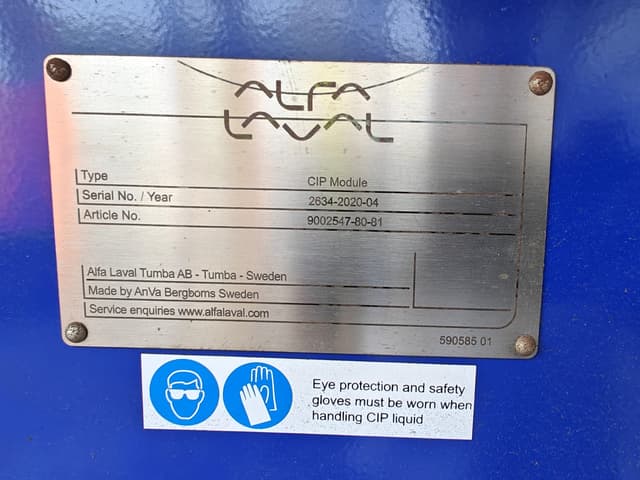 ALFA
LAVAL
Type CIP Module
Serial No. / Year 2634-2020-04
Article No. 9002547-80-81
Alfa Laval Tumba AB - Tumba - Sweden
Made by AnVa Bergboms Sweden
Service enquiries www.alfalaval.com
590585 01
Eye protection and safety
gloves must be worn when
handling CIP liquid